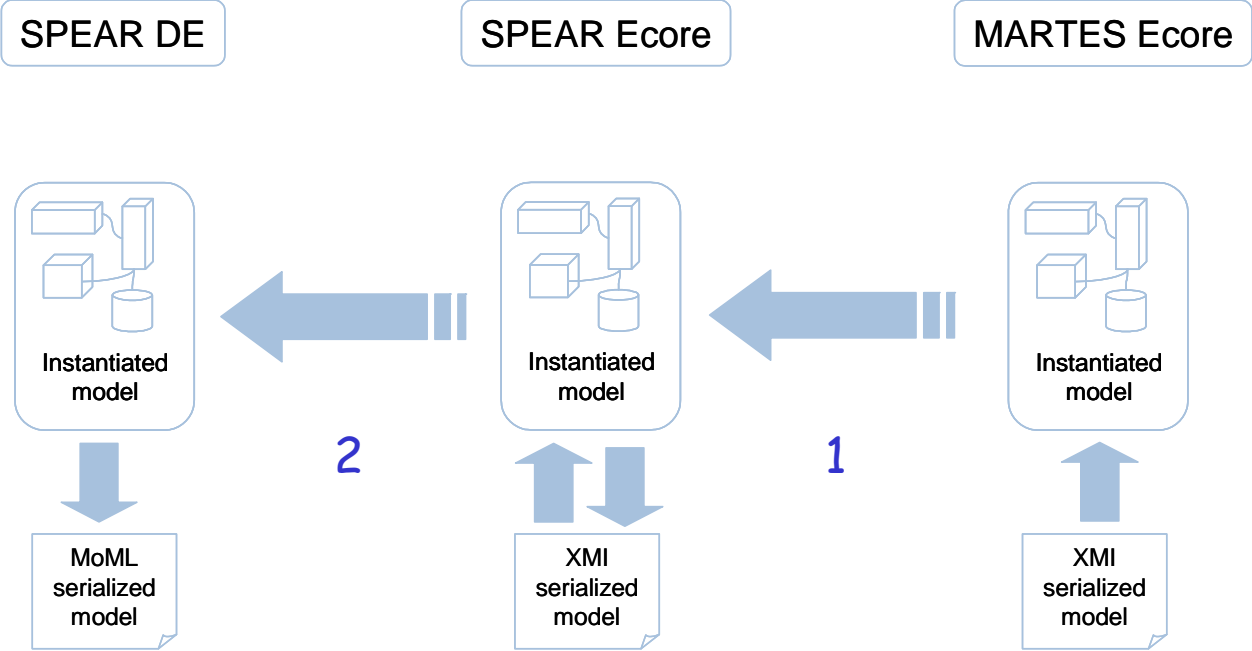 SPEAR DE
SPEAR Ecore
MARTES Ecore
Instantiated
model
Instantiated
model
Instantiated
model
2
1
MoML
serialized
model
XMI
serialized
model
XMI
serialized
model